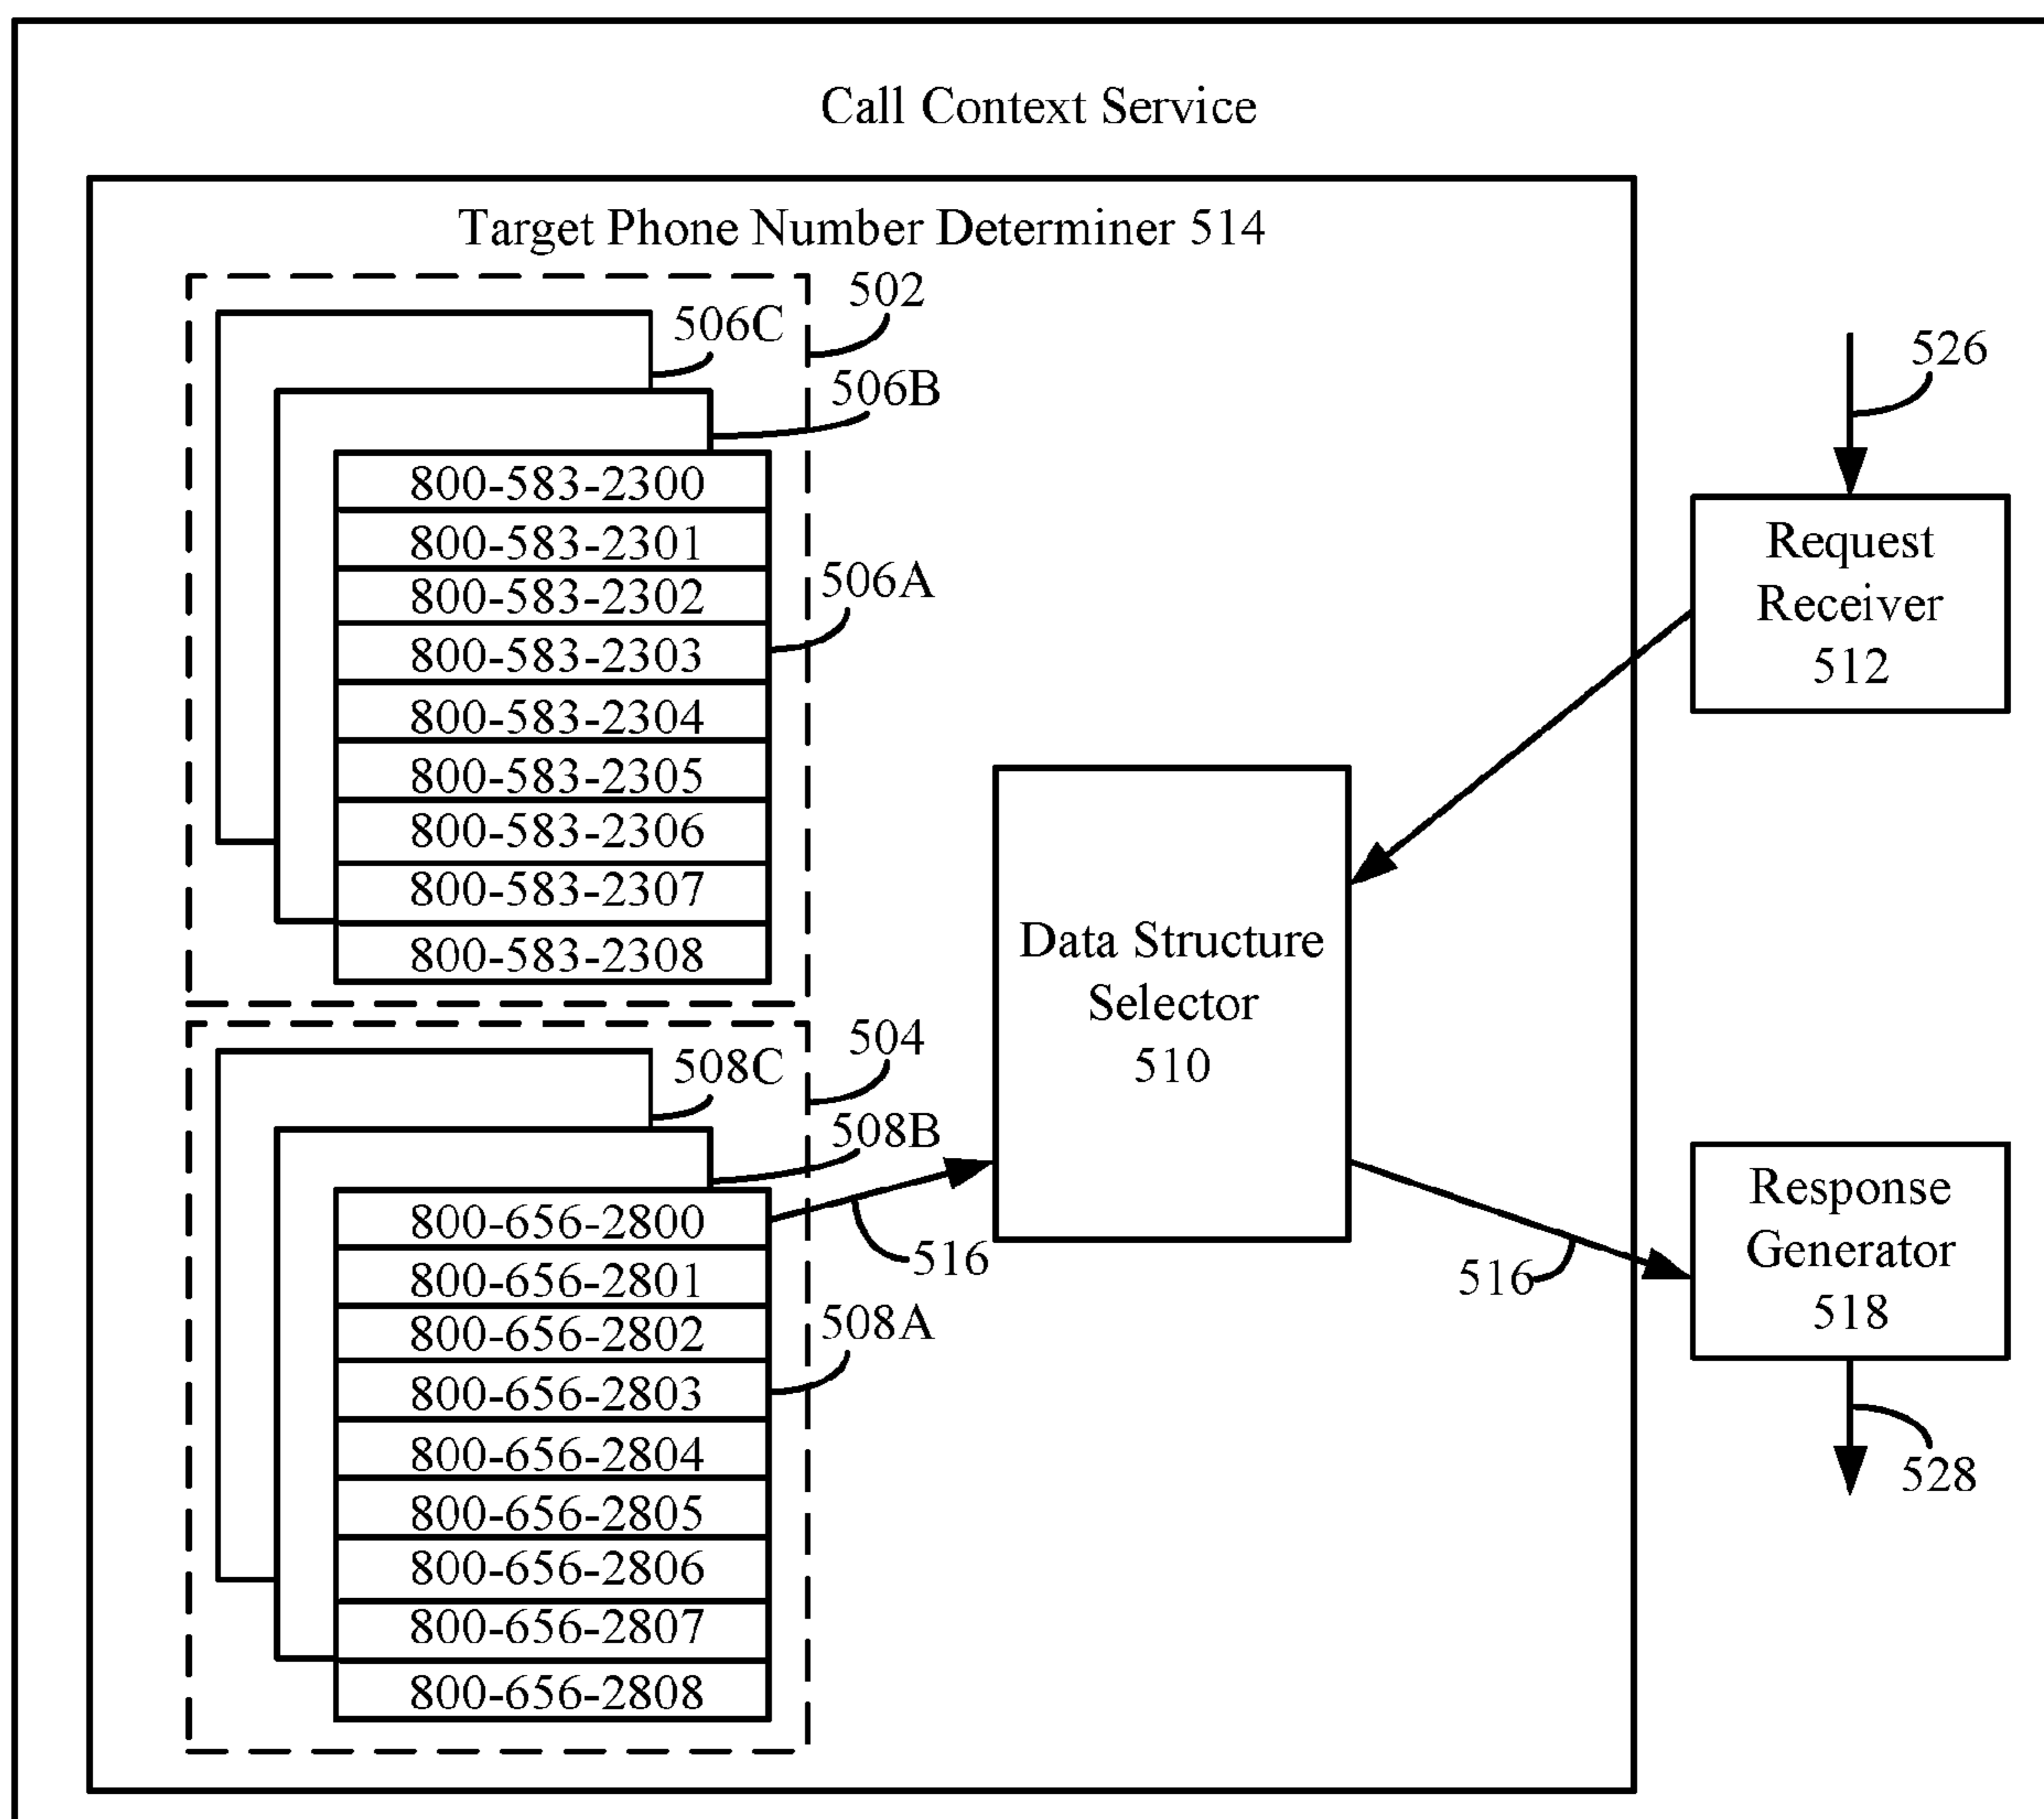 Call Context Service
Target Phone Number Determiner 514
502
506C
506B
526
800-583-2300
800-583-2301
800-583-2302
800-583-2303
800-583-2304
800-583-2305
800-583-2306
800-583-2307
800-583-2308
506A
Request
Receiver
512
Data Structure
Selector
510
504
508C
508B
516
800-656-2800
800-656-2801
800-656-2802
800-656-2803
800-656-2804
800-656-2805
800-656-2806
800-656-2807
800-656-2808
508A
516
Response
Generator
518
528